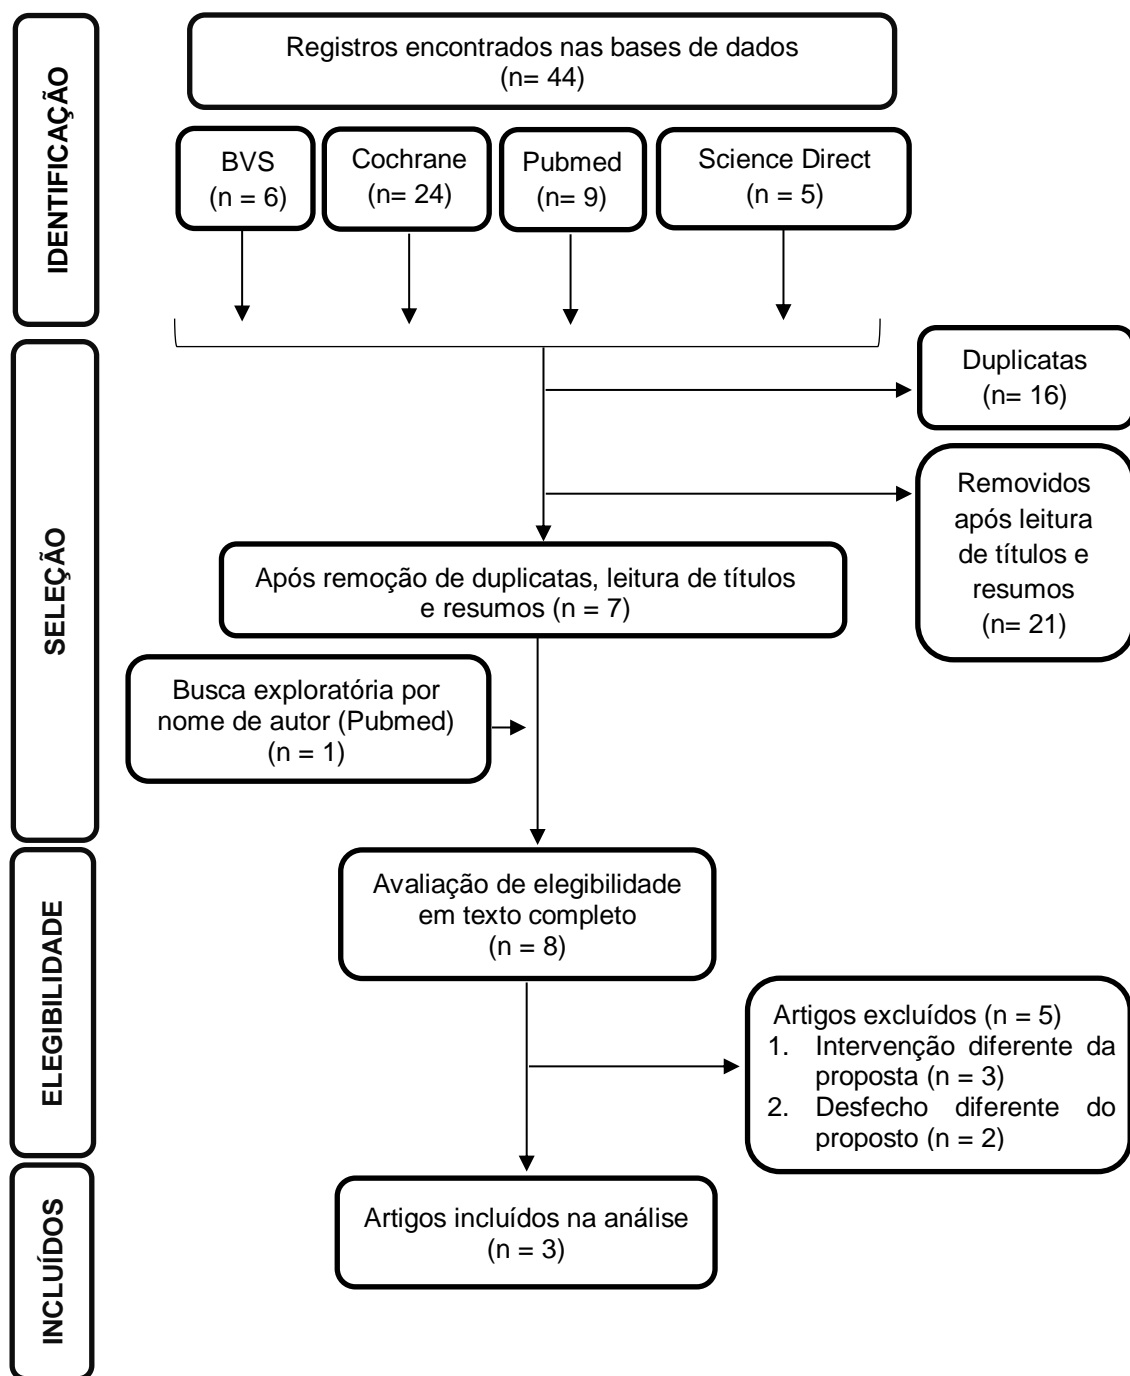 IDENTIFICAÇÃO
Registros encontrados nas bases de dados
(n= 44)
BVS
(n = 6)
Cochrane
(n= 24)
Pubmed
(n= 9)
Science Direct
(n = 5)
SELEÇÃO
Duplicatas
(n= 16)
Removidos
após leitura
de títulos e
resumos
(n= 21)
Após remoção de duplicatas, leitura de títulos
e resumos (n = 7)
Busca exploratória por
nome de autor (Pubmed)
(n = 1)
ELEGIBILIDADE
Avaliação de elegibilidade
em texto completo
(n = 8)
Artigos excluídos (n = 5)
1. Intervenção diferente da
proposta (n = 3)
2. Desfecho diferente do
proposto (n = 2)
INCLUÍDOS
Artigos incluídos na análise
(n = 3)